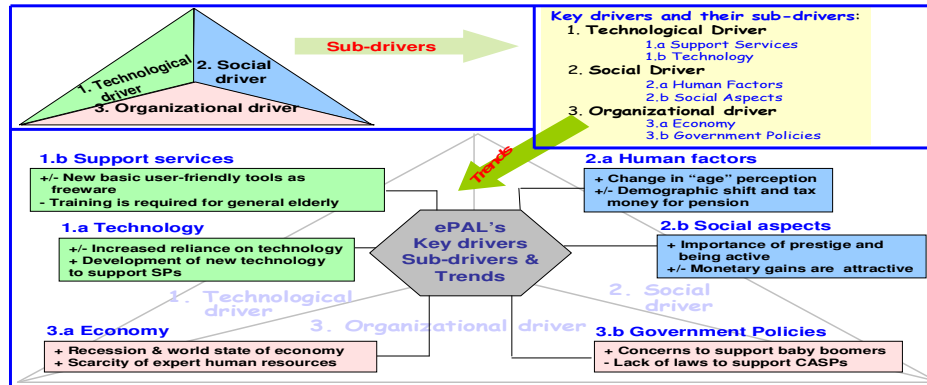 1. Technological
driver
2. Social
driver
3. Organizational driver
Sub-drivers
Key drivers and their sub-drivers:
1. Technological Driver
1.a Support Services
1.b Technology
2. Social Driver
2.a Human Factors
2.b Social Aspects
3. Organizational driver
3.a Economy
3.b Government Policies
Trends
1.b Support services
+/- New basic user-friendly tools as
freeware
- Training is required for general elderly
2.a Human factors
+ Change in “age” perception
+/- Demographic shift and tax
money for pension
1.a Technology
+/- Increased reliance on technology
+ Development of new technology
to support SPs
ePAL's
Key drivers
Sub-drivers &
Trends
2.b Social aspects
+ Importance of prestige and
being active
+/- Monetary gains are attractive
1. Technological
driver
2. Social
driver
3. Organizational driver
3.a Economy
+ Recession & world state of economy
+ Scarcity of expert human resources
3.b Government Policies
+ Concerns to support baby boomers
- Lack of laws to support CASPs